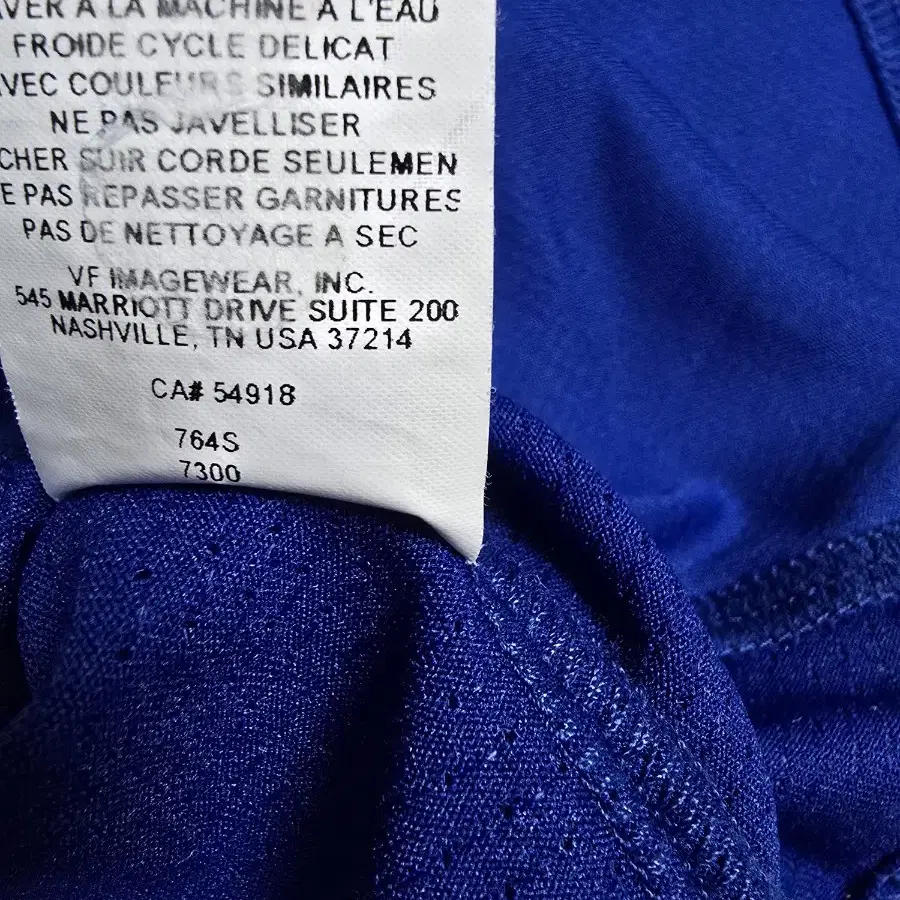 AVER A LA MACHINE A L'EAU
FROIDE CYCLE DELICAT
AVEC COULEURS SIMILAIRES
NE PAS JAVELLISER
CHER SUIR CORDE SEULEMEN
E PAS REPASSER GARNITURES
PAS DE NETTOYAGE A SEC
VF IMAGEWEAR, INC.
545 MARRIOTT DRIVE SUITE 200
NASHVILLE, TN USA 37214
CA# 54918
764S
7300